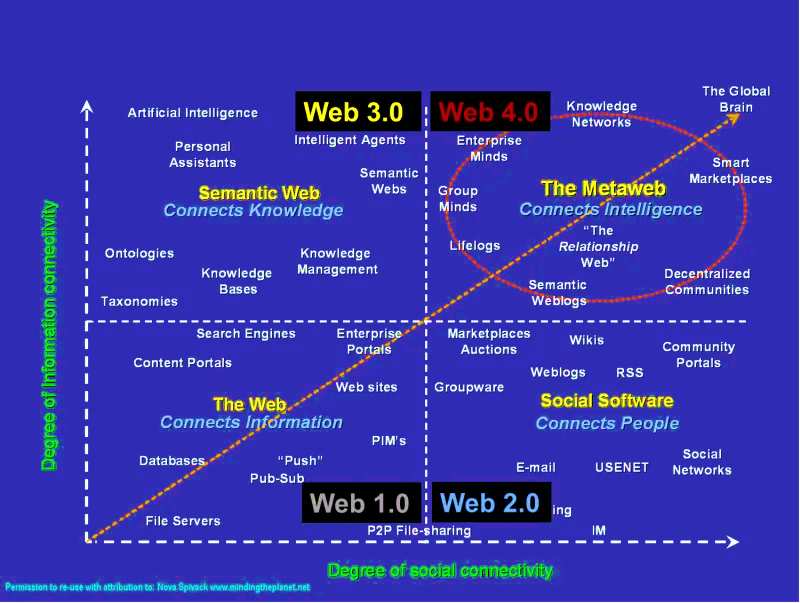 The Global
Brain
Web 3.0
Web 4.0
Artificial Intelligence
Knowledge
Networks
Intelligent Agents
Enterprise
Minds
Personal
Assistants
Semantic
Webs
Smart
Marketplaces
Semantic Web
Connects Knowledge
Group
Minds
The Metaweb
Connects Intelligence
"The
Relationship
Web"
Lifelogs
Ontologies
Knowledge
Management
Knowledge
Bases
Taxonomies
Semantic
Weblogs
Decentralized
Communities
Search Engines
Enterprise
Portals
Content Portals
Web sites
Marketplaces
Auctions
Wikis
Community
Portals
Weblogs
RSS
Groupware
The Web
Connects Information
Social Software
Connects People
PIM's
Databases
"Push"
Pub-Sub
E-mail
USENET
Social
Networks
Web 1.0
Web 2.0
ing
File Servers
P2P File-sharing
IM
Degree of Information connectivity
Degree of social connectivity
Permission to re-use with attribution to: Nova Spivack www.mindingtheplanet.net